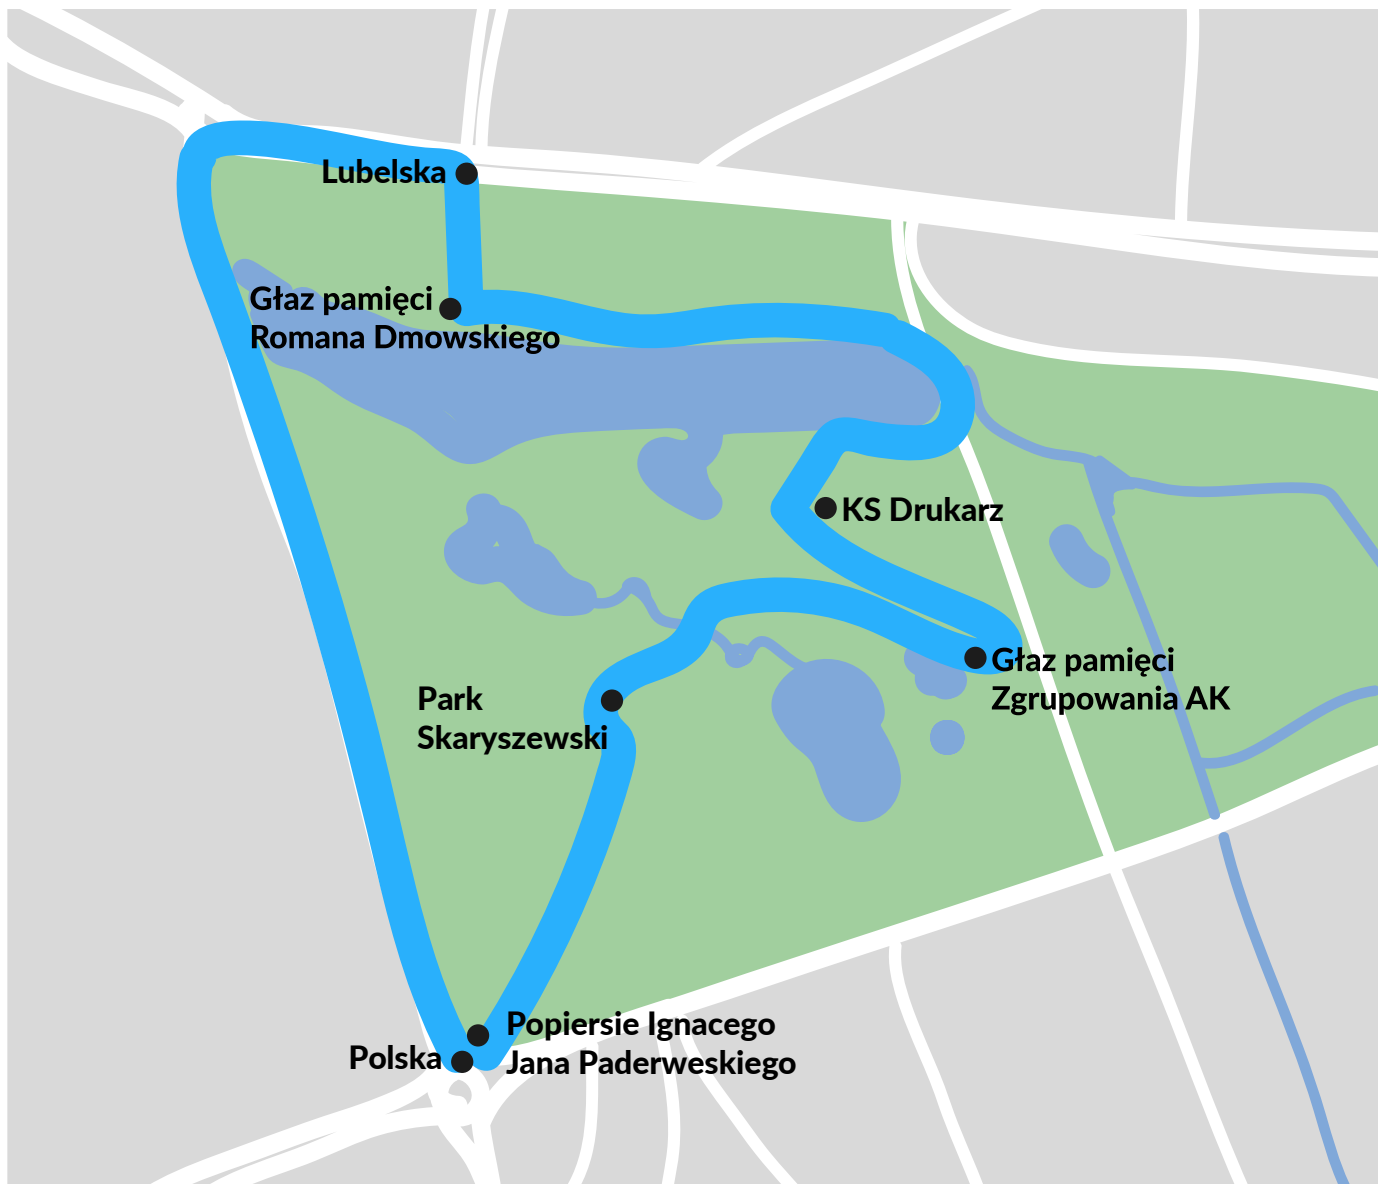 Lubelska
Głaz pamięci
Romana Dmowskiego
KS Drukarz
Głaz pamięci
Zgrupowania AK
Park
Skaryszewski
Popiersie Ignacego
Jana Paderweskiego
Polska